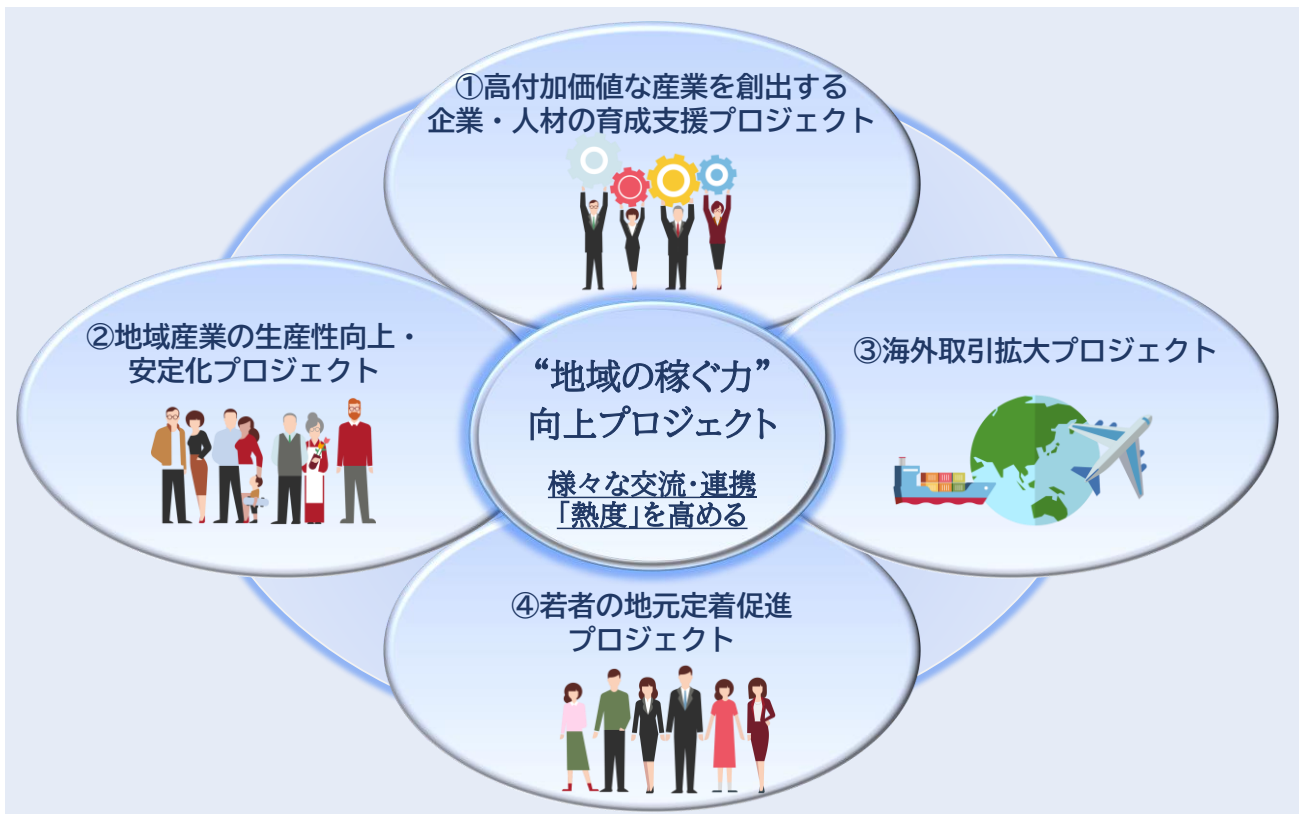 ①高付加価値な産業を創出する
企業・人材の育成支援プロジェクト
②地域産業の生産性向上・
安定化プロジェクト
“地域の稼ぐ力”
向上プロジェクト
様々な交流・連携
「熱度」を高める
③海外取引拡大プロジェクト
④若者の地元定着促進
プロジェクト